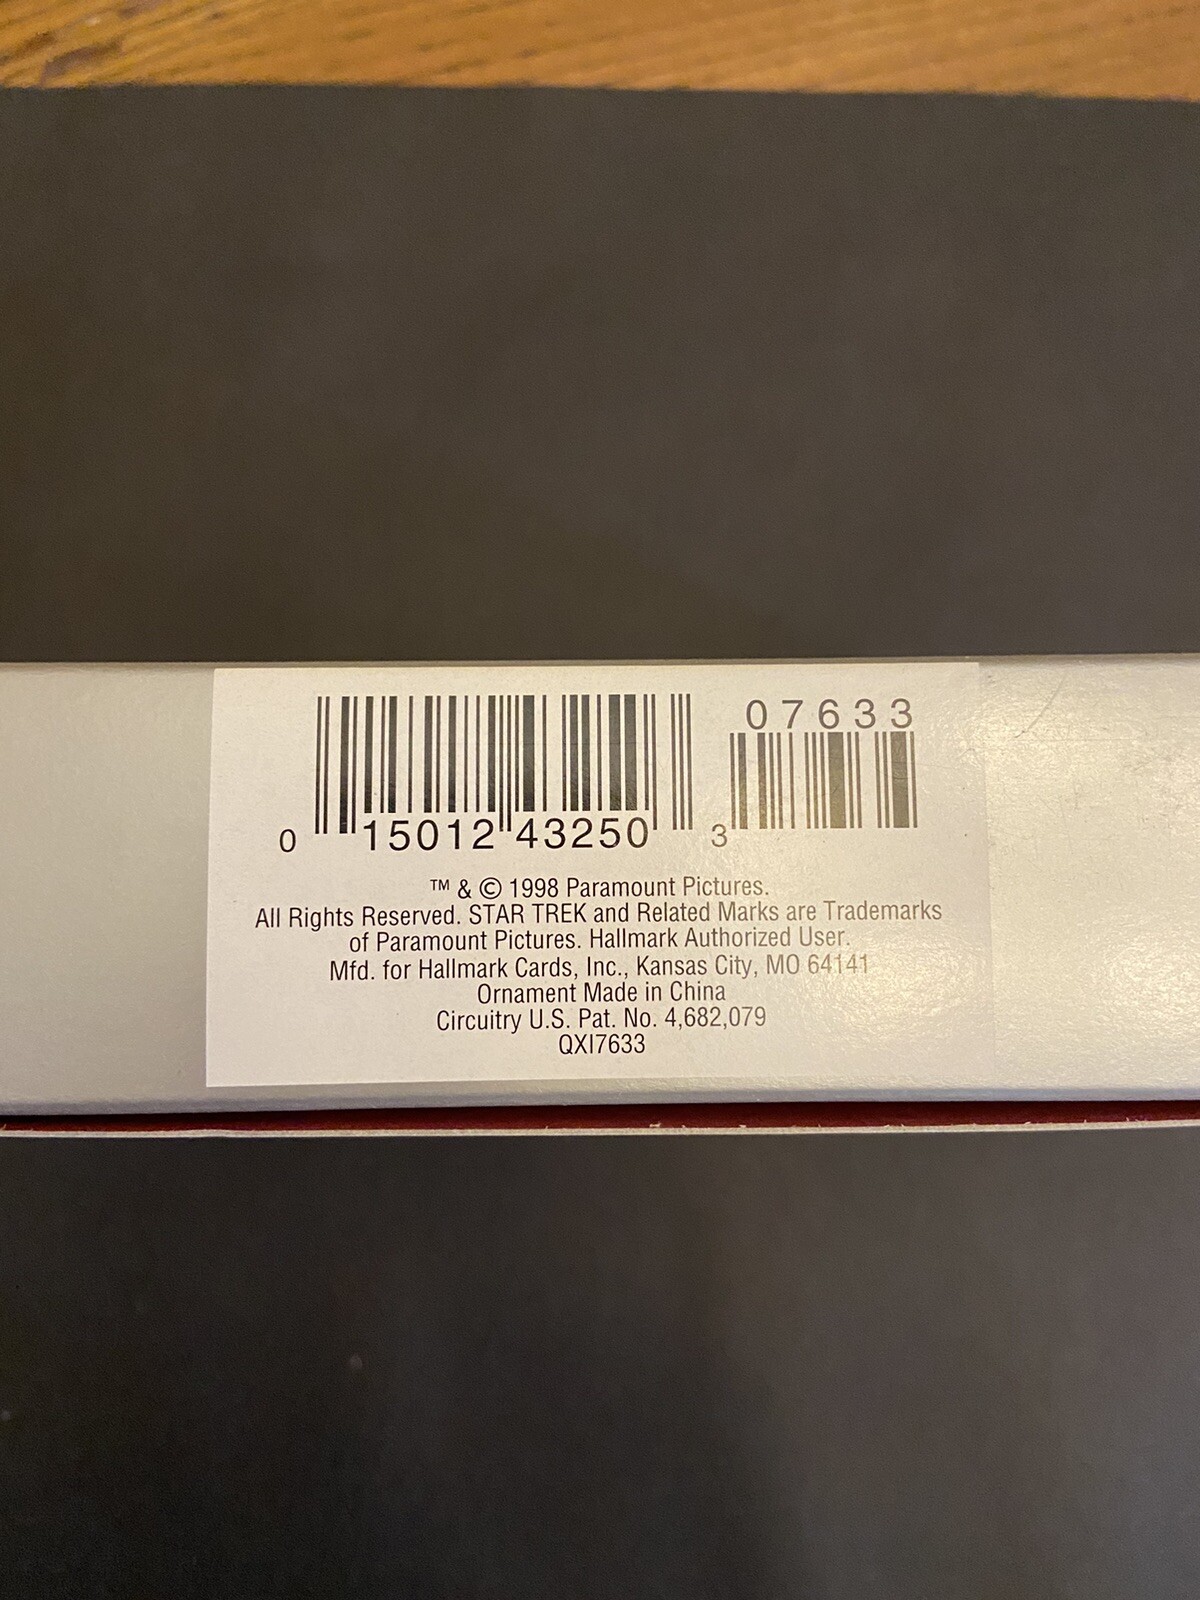 07633
0 15012 43250 3
™ & © 1998 Paramount Pictures.
All Rights Reserved. STAR TREK and Related Marks are Trademarks
of Paramount Pictures. Hallmark Authorized User.
Mfd. for Hallmark Cards, Inc., Kansas City, MO 64141
Ornament Made in China
Circuitry U.S. Pat. No. 4,682,079
QXI7633